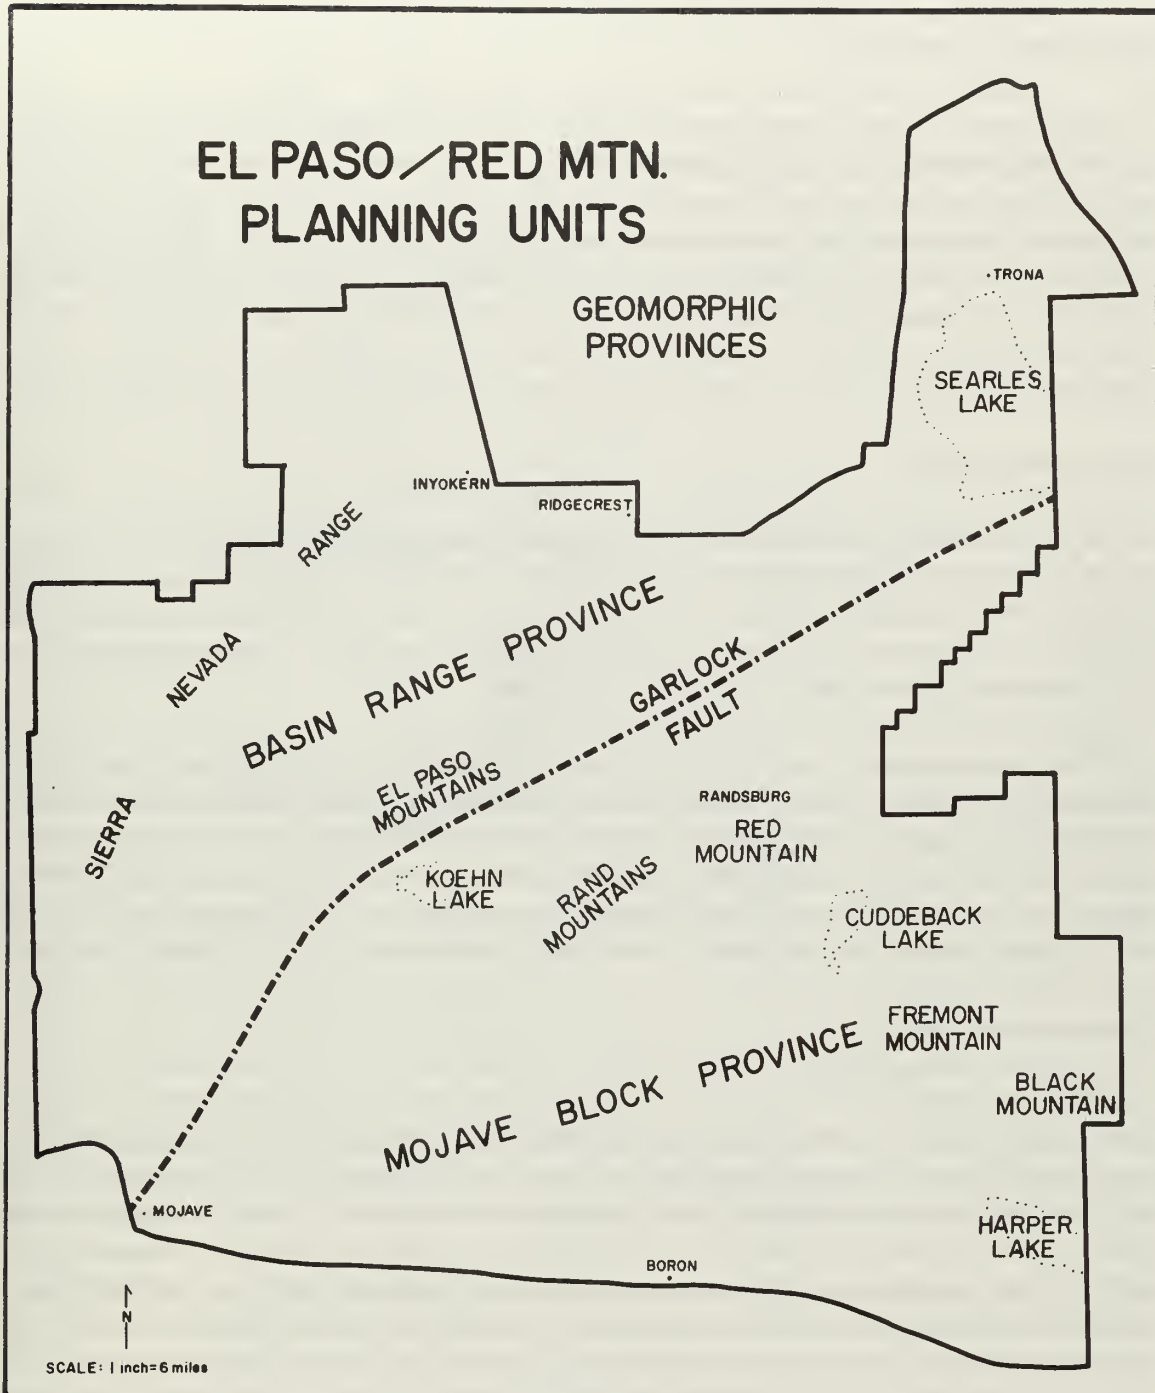 EL PASO / RED MTN.
PLANNING UNITS
GEOMORPHIC
PROVINCES
TRONA
SEARLES
LAKE
INYOKERN
RIDGECREST
SIERRA NEVADA RANGE
BASIN RANGE PROVINCE
GARLOCK
FAULT
EL PASO
MOUNTAINS
RANDSBURG
RED
MOUNTAIN
KOEHN
LAKE
RAND
MOUNTAINS
CUDDEBACK
LAKE
FREMONT
MOUNTAIN
MOJAVE BLOCK PROVINCE
BLACK
MOUNTAIN
MOJAVE
HARPER
LAKE
BORON
N
SCALE: 1 inch=6 miles